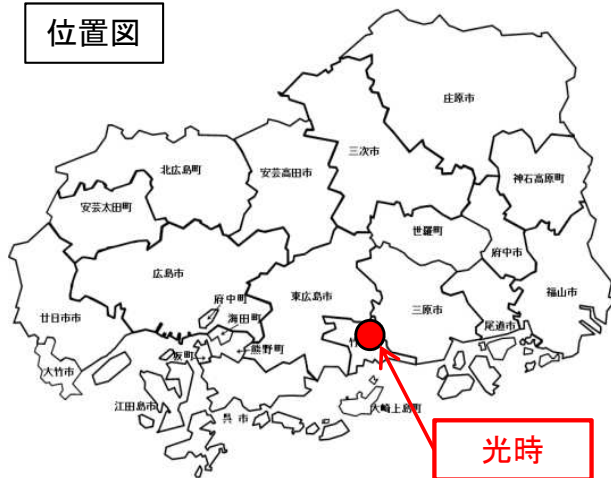 位置図
庄原市
三次市
北広島町
安芸高田市
神石高原町
安芸太田町
世羅町
府中市
広島市
東広島市
三原市
福山市
府中町
海田町
廿日市市
尾道市
竹
坂町
熊野町
大竹市
江田島市
呉市
大崎上島町
光時